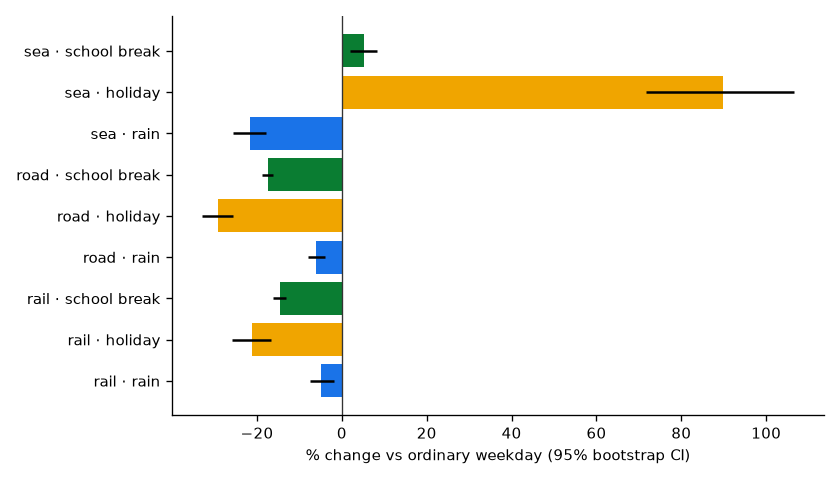 sea · school break
sea · holiday
sea · rain
road · school break
road · holiday
road · rain
rail · school break
rail · holiday
rail · rain
−20 0 20 40 60 80 100
% change vs ordinary weekday (95% bootstrap CI)